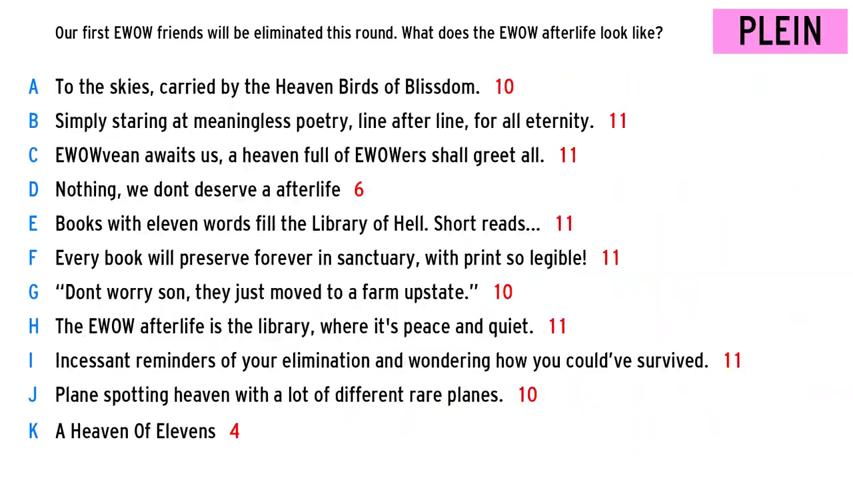 Our first EWOW friends will be eliminated this round. What does the EWOW afterlife look like?
PLEIN
A To the skies, carried by the Heaven Birds of Blissdom. 10
B Simply staring at meaningless poetry, line after line, for all eternity. 11
C EWOWvean awaits us, a heaven full of EWOWers shall greet all. 11
D Nothing, we dont deserve a afterlife 6
E Books with eleven words fill the Library of Hell. Short reads... 11
F Every book will preserve forever in sanctuary, with print so legible! 11
G “Dont worry son, they just moved to a farm upstate.” 10
H The EWOW afterlife is the library, where it's peace and quiet. 11
I Incessant reminders of your elimination and wondering how you could’ve survived. 11
J Plane spotting heaven with a lot of different rare planes. 10
K A Heaven Of Elevens 4